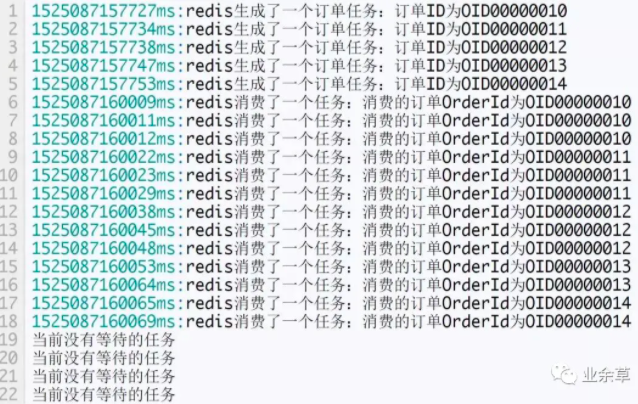 1 1525087157727ms:redis生成了一个订单任务：订单ID为OID00000010
2 1525087157734ms:redis生成了一个订单任务：订单ID为OID00000011
3 1525087157738ms:redis生成了一个订单任务：订单ID为OID00000012
4 1525087157747ms:redis生成了一个订单任务：订单ID为OID00000013
5 1525087157753ms:redis生成了一个订单任务：订单ID为OID00000014
6 1525087160009ms:redis消费了一个任务：消费的订单OrderId为OID00000010
7 1525087160011ms:redis消费了一个任务：消费的订单OrderId为OID00000010
8 1525087160012ms:redis消费了一个任务：消费的订单OrderId为OID00000010
9 1525087160022ms:redis消费了一个任务：消费的订单OrderId为OID00000011
10 1525087160023ms:redis消费了一个任务：消费的订单OrderId为OID00000011
11 1525087160029ms:redis消费了一个任务：消费的订单OrderId为OID00000011
12 1525087160038ms:redis消费了一个任务：消费的订单OrderId为OID00000012
13 1525087160045ms:redis消费了一个任务：消费的订单OrderId为OID00000012
14 1525087160048ms:redis消费了一个任务：消费的订单OrderId为OID00000012
15 1525087160053ms:redis消费了一个任务：消费的订单OrderId为OID00000013
16 1525087160064ms:redis消费了一个任务：消费的订单OrderId为OID00000013
17 1525087160065ms:redis消费了一个任务：消费的订单OrderId为OID00000014
18 1525087160069ms:redis消费了一个任务：消费的订单OrderId为OID00000014
19 当前没有等待的任务
20 当前没有等待的任务
21 当前没有等待的任务
22 当前没有等待的任务
业余草